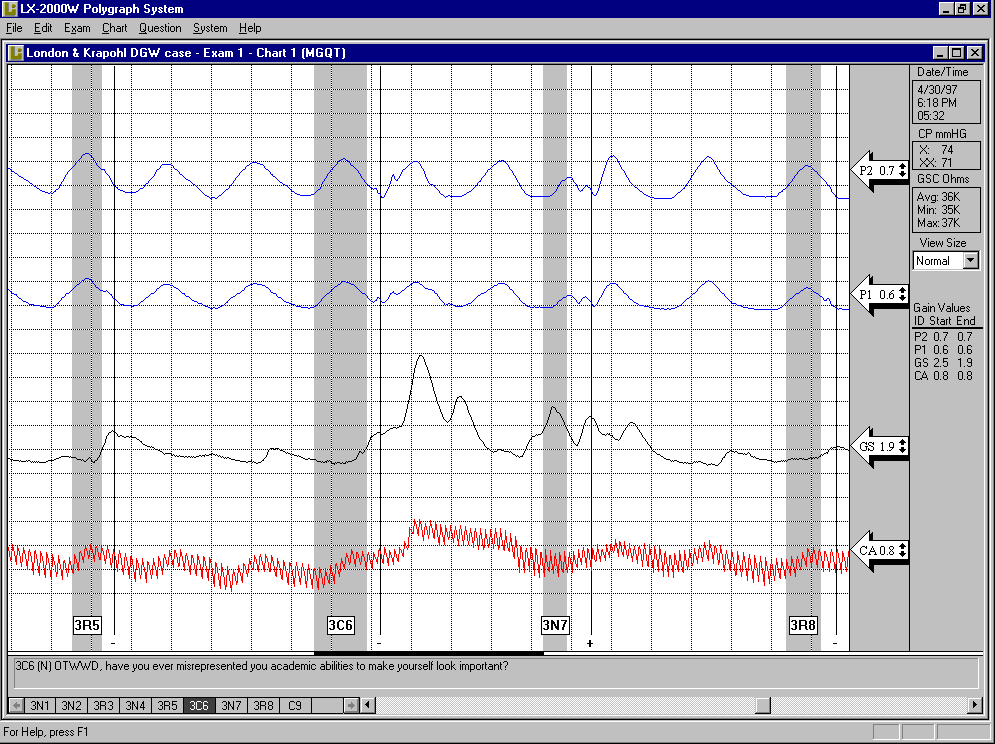 LX-2000W Polygraph System
File Edit Exam Chart Question System Help
London & Krapohl DGW case - Exam 1 - Chart 1 (MGQT)
Date/Time
4/30/97
6:18 PM
05:32
CP mmHG
X: 74
XX: 71
GSC Ohms
Avg: 36K
Min: 35K
Max: 37K
View Size
Normal
Gain Values
ID Start End
P2 0.7 0.7
P1 0.6 0.6
GS 2.5 1.9
CA 0.8 0.8
P2 0.7
P1 0.6
GS 1.9
CA 0.8
3R5 3C6 3N7 3R8
- - + -
3C6 (N) OTWWD, have you ever misrepresented you academic abilities to make yourself look important?
3N1 3N2 3R3 3N4 3R5 3C6 3N7 3R8 C9
For Help, press F1